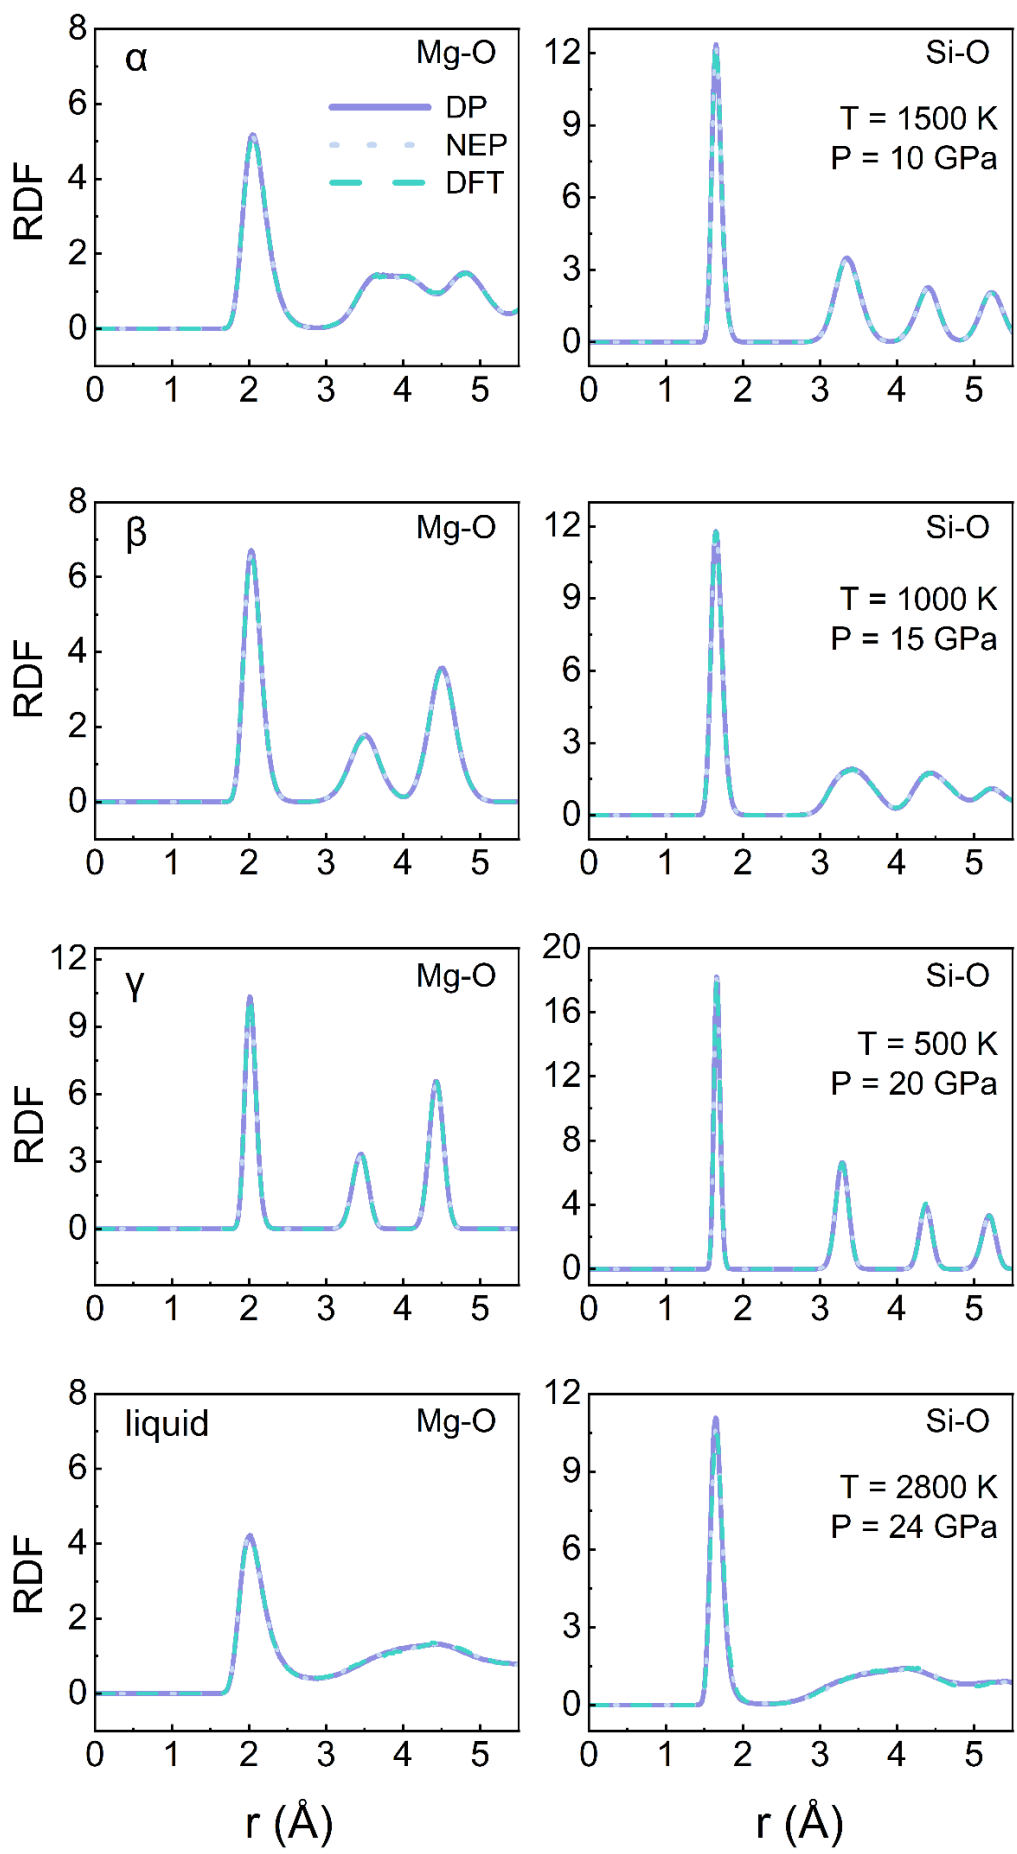 α
Mg-O
DP
NEP
DFT
RDF
8
6
4
2
0
0 1 2 3 4 5
Si-O
T = 1500 K
P = 10 GPa
12
9
6
3
0
0 1 2 3 4 5
β
Mg-O
RDF
8
6
4
2
0
0 1 2 3 4 5
Si-O
T = 1000 K
P = 15 GPa
12
9
6
3
0
0 1 2 3 4 5
γ
Mg-O
RDF
12
9
6
3
0
0 1 2 3 4 5
Si-O
T = 500 K
P = 20 GPa
20
16
12
8
4
0
0 1 2 3 4 5
liquid
Mg-O
RDF
8
6
4
2
0
0 1 2 3 4 5
r (Å)
Si-O
T = 2800 K
P = 24 GPa
12
9
6
3
0
0 1 2 3 4 5
r (Å)